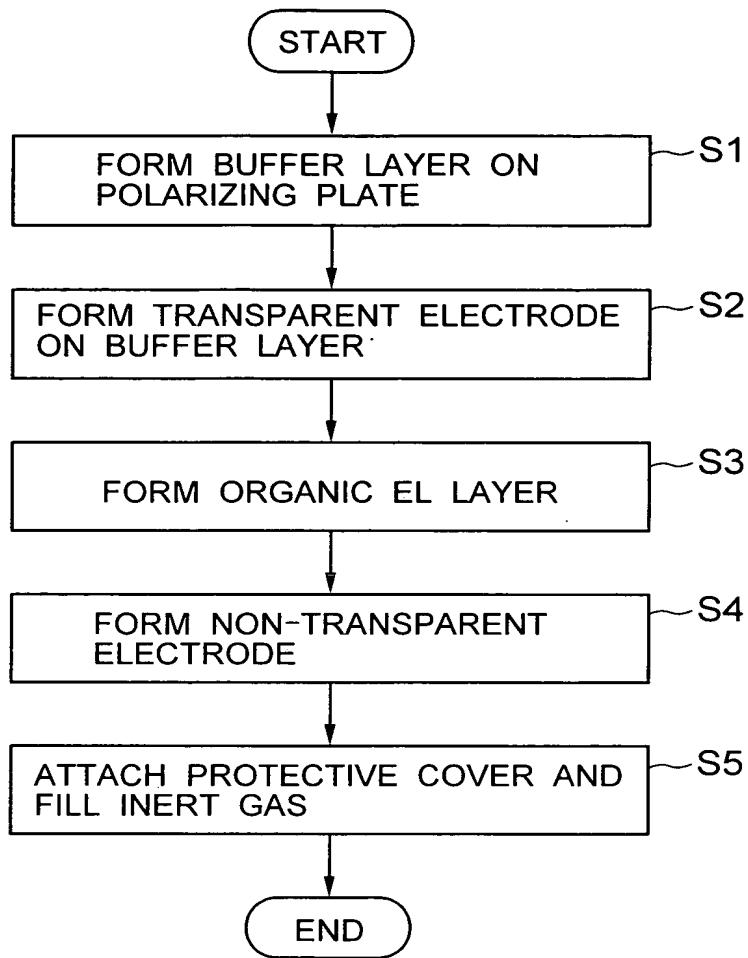 START
FORM BUFFER LAYER ON
POLARIZING PLATE
S1
FORM TRANSPARENT ELECTRODE
ON BUFFER LAYER
S2
FORM ORGANIC EL LAYER
S3
FORM NON-TRANSPARENT
ELECTRODE
S4
ATTACH PROTECTIVE COVER AND
FILL INERT GAS
S5
END